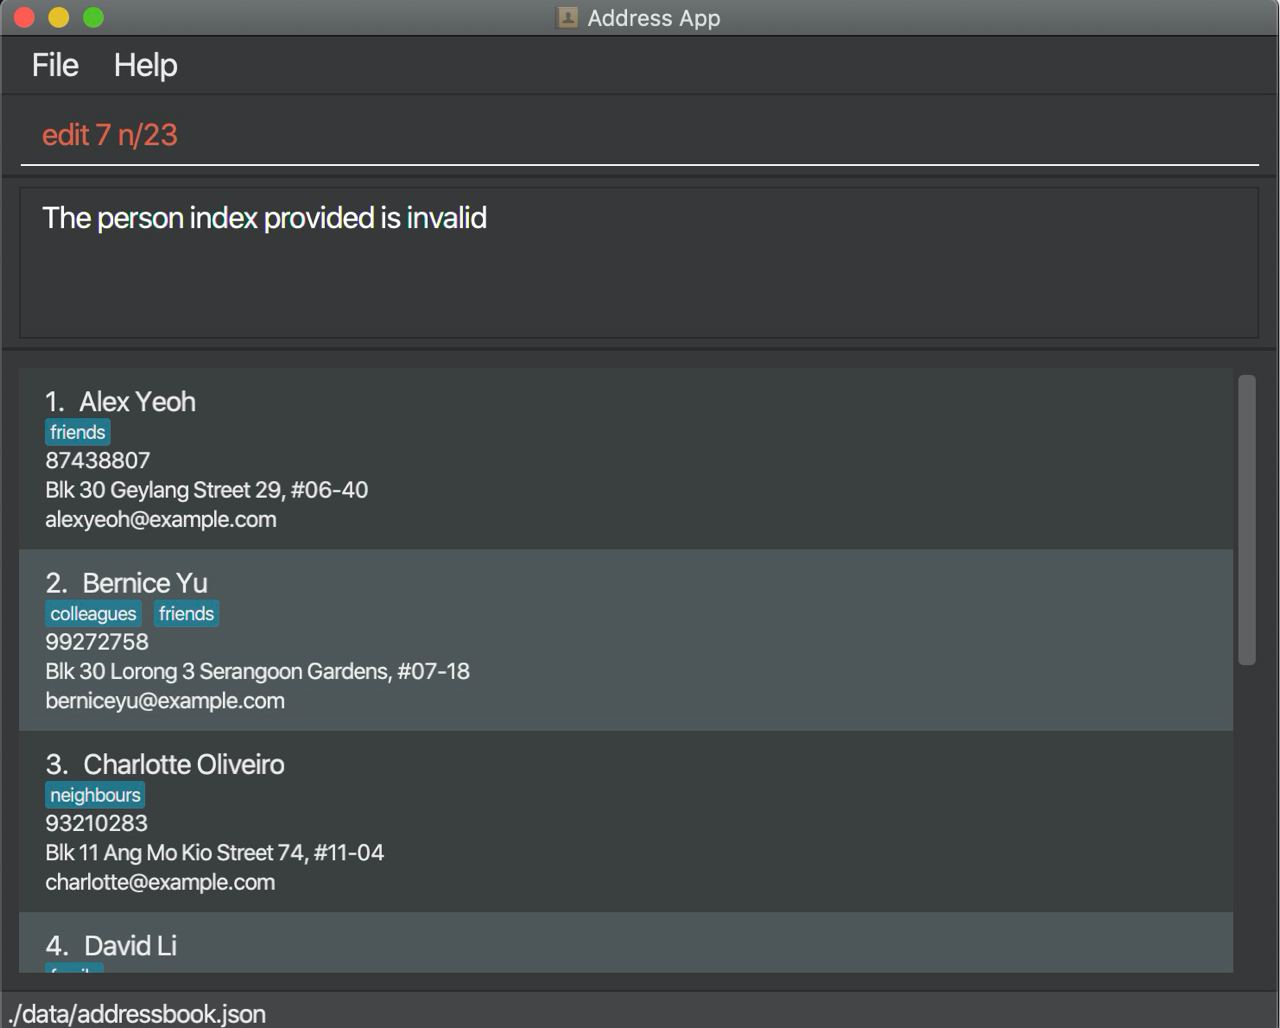 Address App
File Help
edit 7 n/23
The person index provided is invalid
1. Alex Yeoh
friends
87438807
Blk 30 Geylang Street 29, #06-40
alexyeoh@example.com
2. Bernice Yu
colleagues friends
99272758
Blk 30 Lorong 3 Serangoon Gardens, #07-18
berniceyu@example.com
3. Charlotte Oliveiro
neighbours
93210283
Blk 11 Ang Mo Kio Street 74, #11-04
charlotte@example.com
4. David Li
./data/addressbook.json